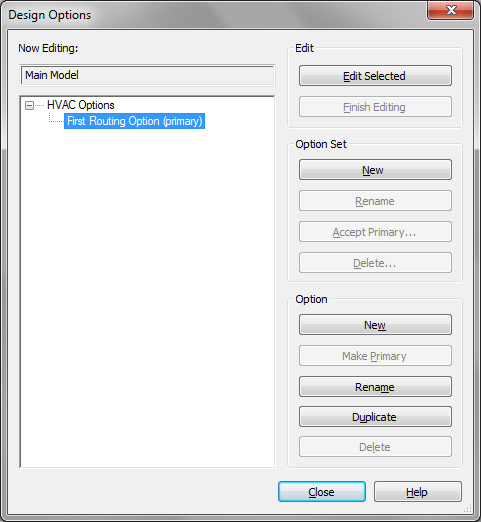 Design Options
Now Editing:
Main Model
HVAC Options
First Routing Option (primary)
Edit
Edit Selected
Finish Editing
Option Set
New
Rename
Accept Primary...
Delete...
Option
New
Make Primary
Rename
Duplicate
Delete
Close
Help